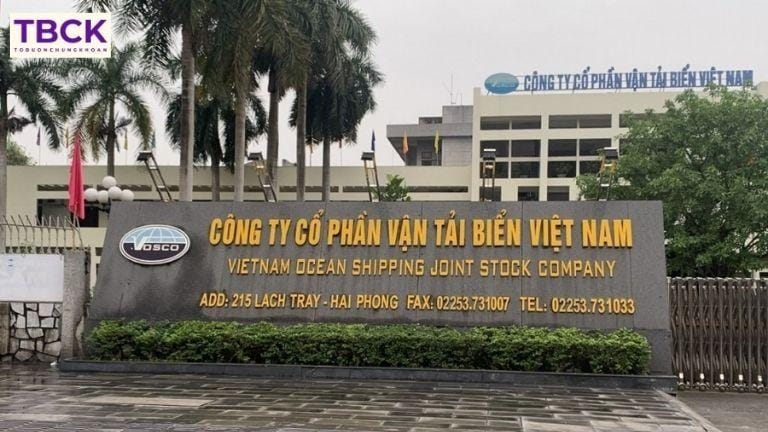 TBCK
TOBUONCHUNGKHOAN
CÔNG TY CỔ PHẦN VẬN TẢI BIỂN VIỆT NAM
VOSCO
CÔNG TY CỔ PHẦN VẬN TẢI BIỂN VIỆT NAM
VIETNAM OCEAN SHIPPING JOINT STOCK COMPANY
ADD: 215 LACH TRAY - HAI PHONG FAX: 02253.731007 TEL: 02253.731033